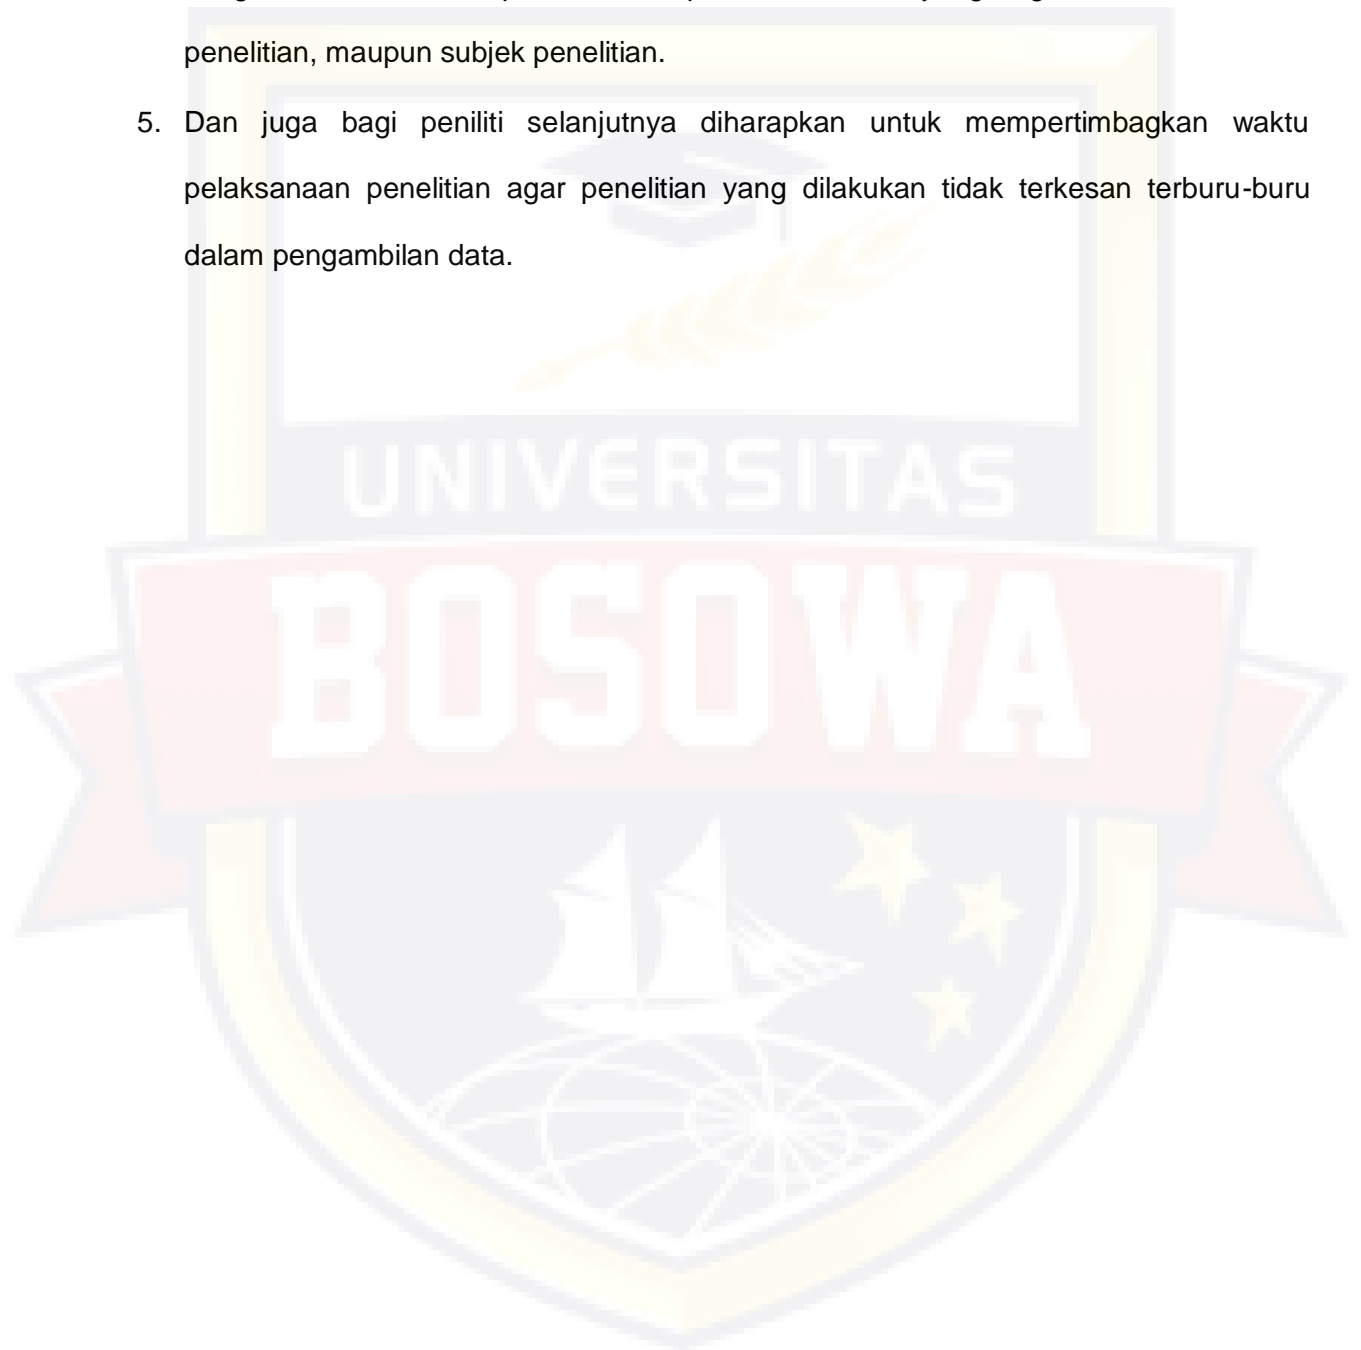 penelitian, maupun subjek penelitian.
5. Dan juga bagi peniliti selanjutnya diharapkan untuk mempertimbagkan waktu
pelaksanaan penelitian agar penelitian yang dilakukan tidak terkesan terburu-buru
dalam pengambilan data.
UNIVERSITAS
BOSOWA